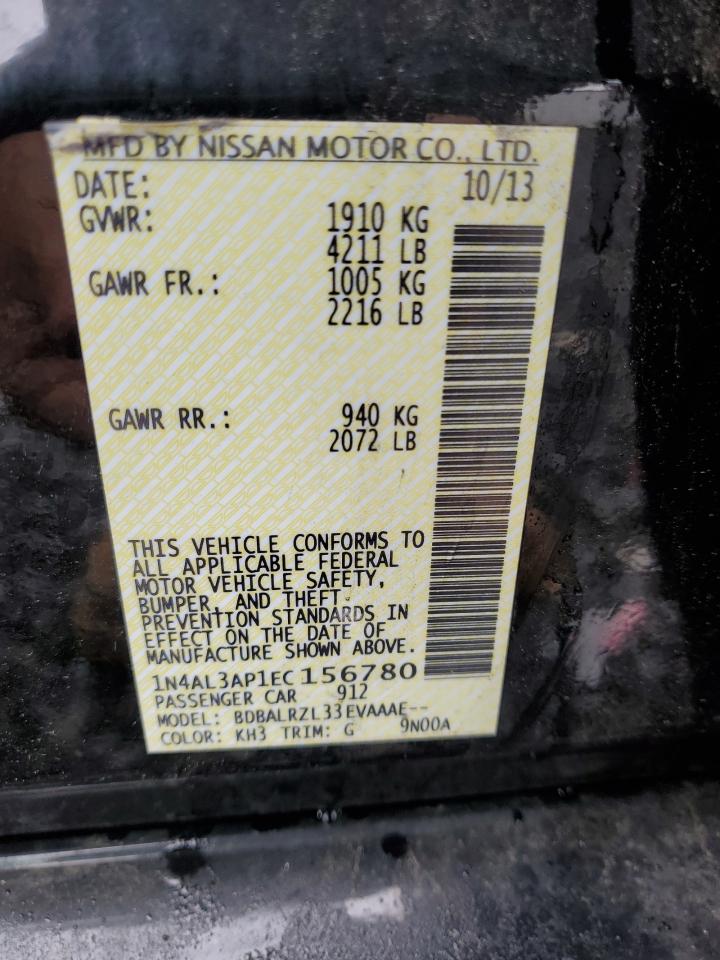 MFD BY NISSAN MOTOR CO., LTD.
DATE: 10/13
GVWR: 1910 KG
4211 LB
GAWR FR.: 1005 KG
2216 LB
GAWR RR.: 940 KG
2072 LB
THIS VEHICLE CONFORMS TO
ALL APPLICABLE FEDERAL
MOTOR VEHICLE SAFETY,
BUMPER, AND THEFT
PREVENTION STANDARDS IN
EFFECT ON THE DATE OF
MANUFACTURE SHOWN ABOVE.
1N4AL3AP1EC156780
PASSENGER CAR 912
MODEL: BDBALRZL33EVAAAE--
COLOR: KH3 TRIM: G 9N00A